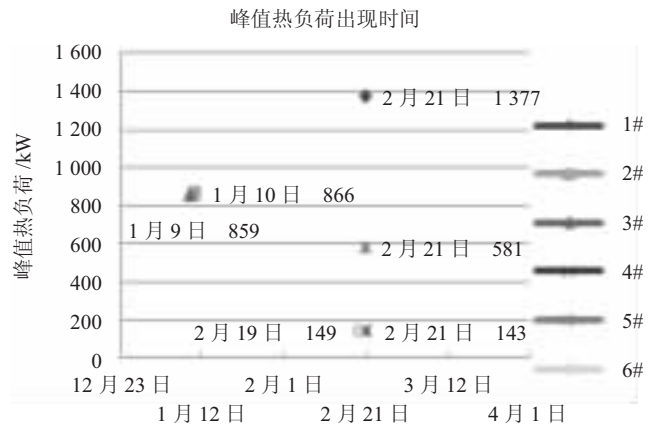 峰值热负荷出现时间
峰值热负荷/kW
1 600
1 400
1 200
1 000
800
600
400
200
0
2 月 21 日 1 377
1 月 10 日 866
1 月 9 日 859
2 月 21 日 581
2 月 19 日 149
2 月 21 日 143
12 月 23 日
2 月 1 日
3 月 12 日
1 月 12 日
2 月 21 日
4 月 1 日
1#
2#
3#
4#
5#
6#